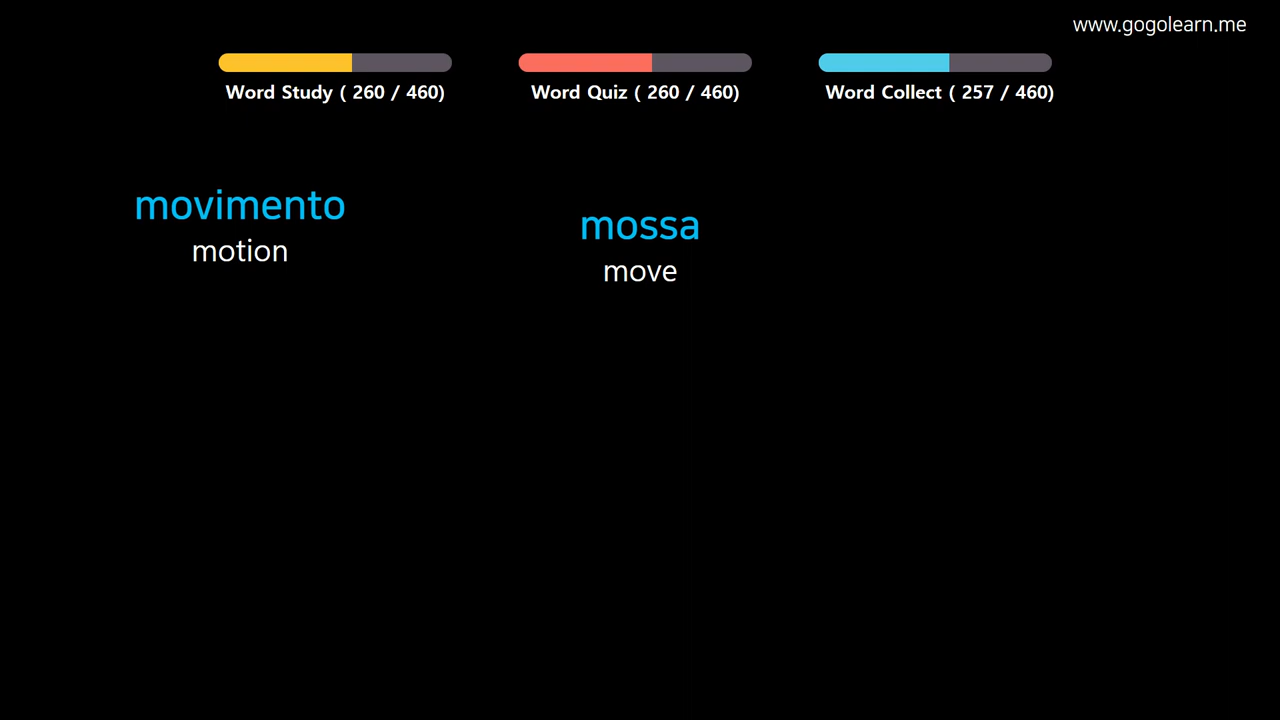 www.gogolearn.me
Word Study ( 260 / 460)
Word Quiz ( 260 / 460)
Word Collect ( 257 / 460)
movimento
motion
mossa
move